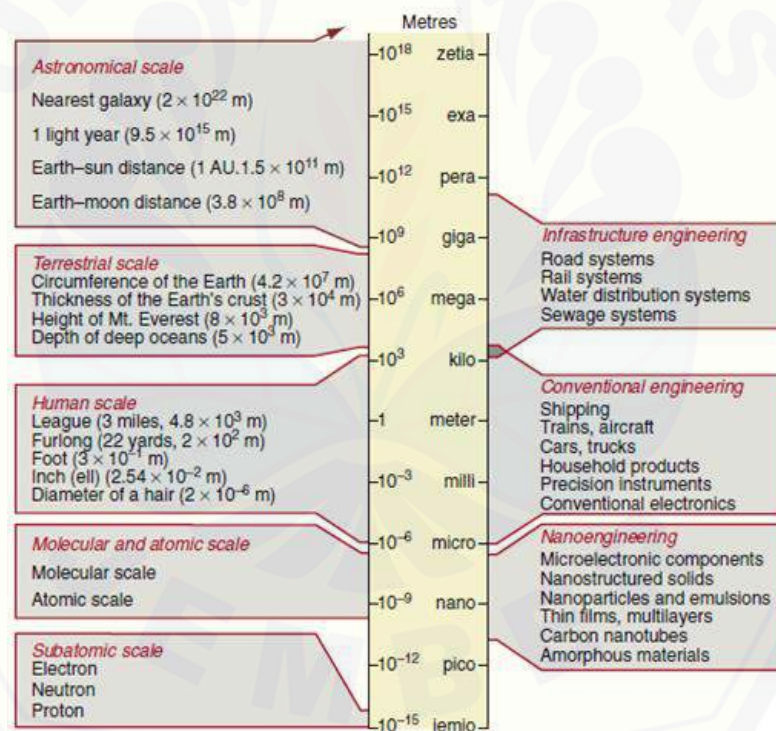 Metres
Astronomical scale
Nearest galaxy (2 × 10²² m)
1 light year (9.5 × 10¹⁵ m)
Earth–sun distance (1 AU.1.5 × 10¹¹ m)
Earth–moon distance (3.8 × 10⁸ m)
Terrestrial scale
Circumference of the Earth (4.2 × 10⁷ m)
Thickness of the Earth's crust (3 × 10⁴ m)
Height of Mt. Everest (8 × 10³ m)
Depth of deep oceans (5 × 10³ m)
Human scale
League (3 miles, 4.8 × 10³ m)
Furlong (22 yards, 2 × 10² m)
Foot (3 × 10⁻¹ m)
Inch (ell) (2.54 × 10⁻² m)
Diameter of a hair (2 × 10⁻⁶ m)
Molecular and atomic scale
Molecular scale
Atomic scale
Subatomic scale
Electron
Neutron
Proton
10¹⁸ zetia
10¹⁵ exa
10¹² pera
10⁹ giga
10⁶ mega
10³ kilo
1 meter
10⁻³ milli
10⁻⁶ micro
10⁻⁹ nano
10⁻¹² pico
10⁻¹⁵ iemio
Infrastructure engineering
Road systems
Rail systems
Water distribution systems
Sewage systems
Conventional engineering
Shipping
Trains, aircraft
Cars, trucks
Household products
Precision instruments
Conventional electronics
Nanoengineering
Microelectronic components
Nanostructured solids
Nanoparticles and emulsions
Thin films, multilayers
Carbon nanotubes
Amorphous materials